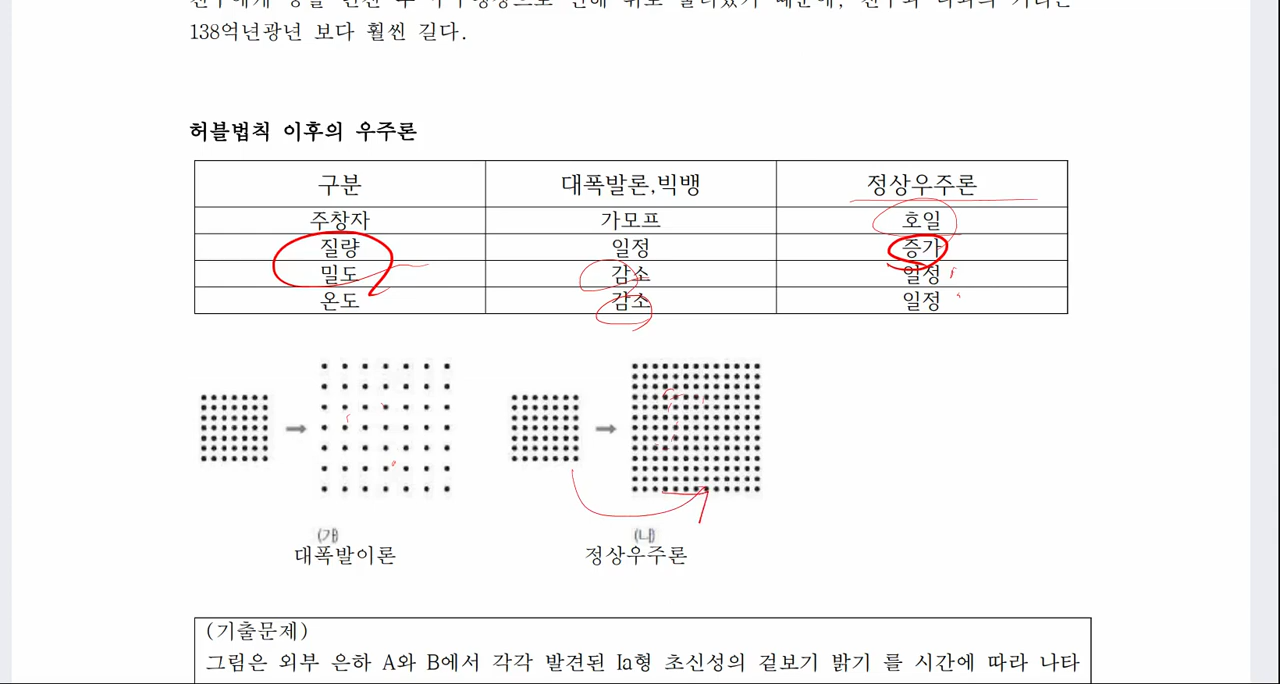 138억년광년 보다 훨씬 길다.
허블법칙 이후의 우주론
구분 대폭발론,빅뱅 정상우주론
주창자 가모프 호일
질량 일정 증가
밀도 감소 일정
온도 감소 일정
(가) (나)
대폭발이론 정상우주론
(기출문제)
그림은 외부 은하 A와 B에서 각각 발견된 Ia형 초신성의 겉보기 밝기 를 시간에 따라 나타